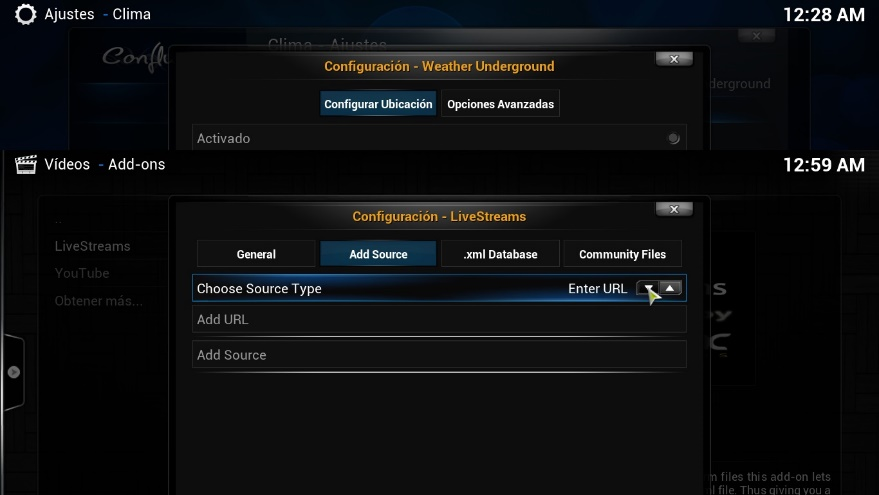 Ajustes - Clima
12:28 AM
Clima - Ajustes
Configuración - Weather Underground
derground
Configurar Ubicación
Opciones Avanzadas
Activado
Vídeos - Add-ons
12:59 AM
..
Configuración - LiveStreams
LiveStreams
YouTube
Obtener más...
General
Add Source
.xml Database
Community Files
Choose Source Type
Enter URL
Add URL
Add Source
m files this add-on lets
l file. Thus giving you a